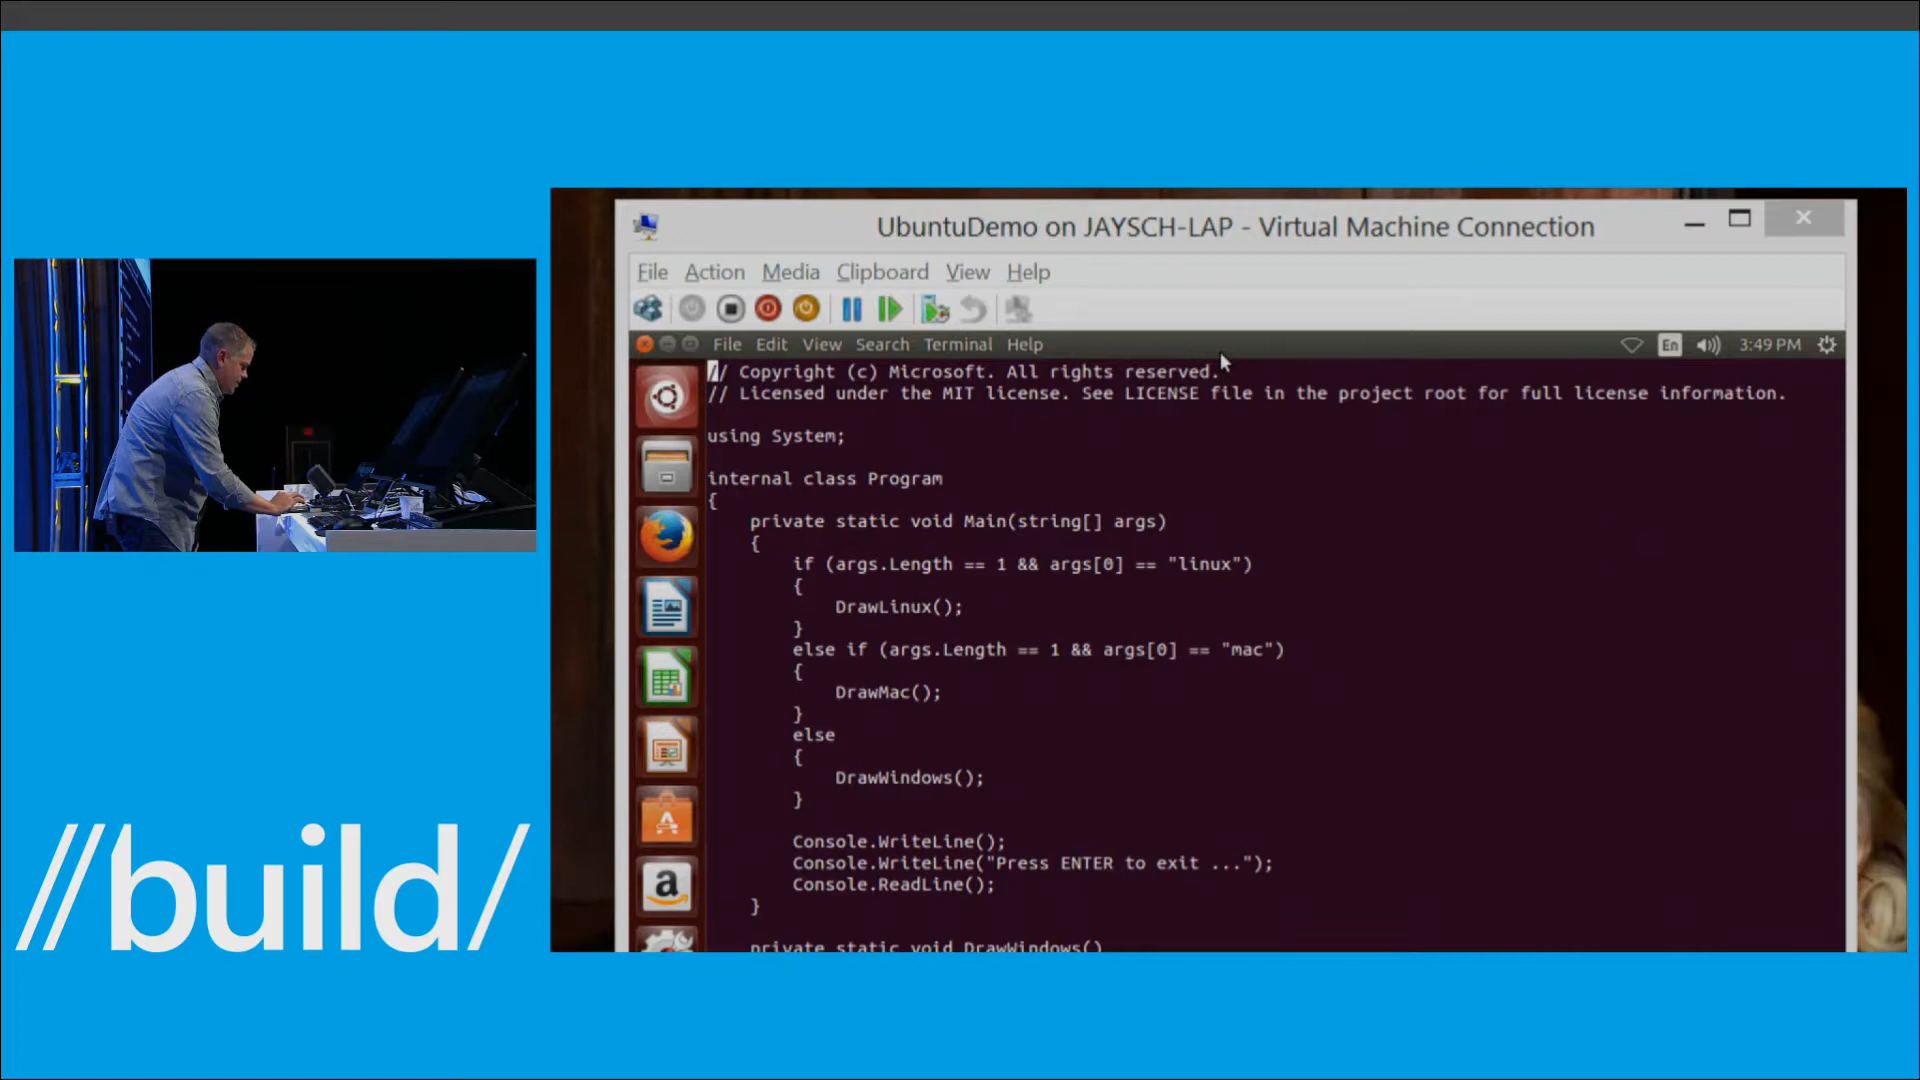 UbuntuDemo on JAYSCH-LAP - Virtual Machine Connection
File Action Media Clipboard View Help
File Edit View Search Terminal Help
En 3:49 PM
// Copyright (c) Microsoft. All rights reserved.
// Licensed under the MIT license. See LICENSE file in the project root for full license information.
using System;
internal class Program
{
    private static void Main(string[] args)
    {
        if (args.Length == 1 && args[0] == "linux")
        {
            DrawLinux();
        }
        else if (args.Length == 1 && args[0] == "mac")
        {
            DrawMac();
        }
        else
        {
            DrawWindows();
        }
        Console.WriteLine();
        Console.WriteLine("Press ENTER to exit ...");
        Console.ReadLine();
    }
    private static void DrawWindows()
//build/